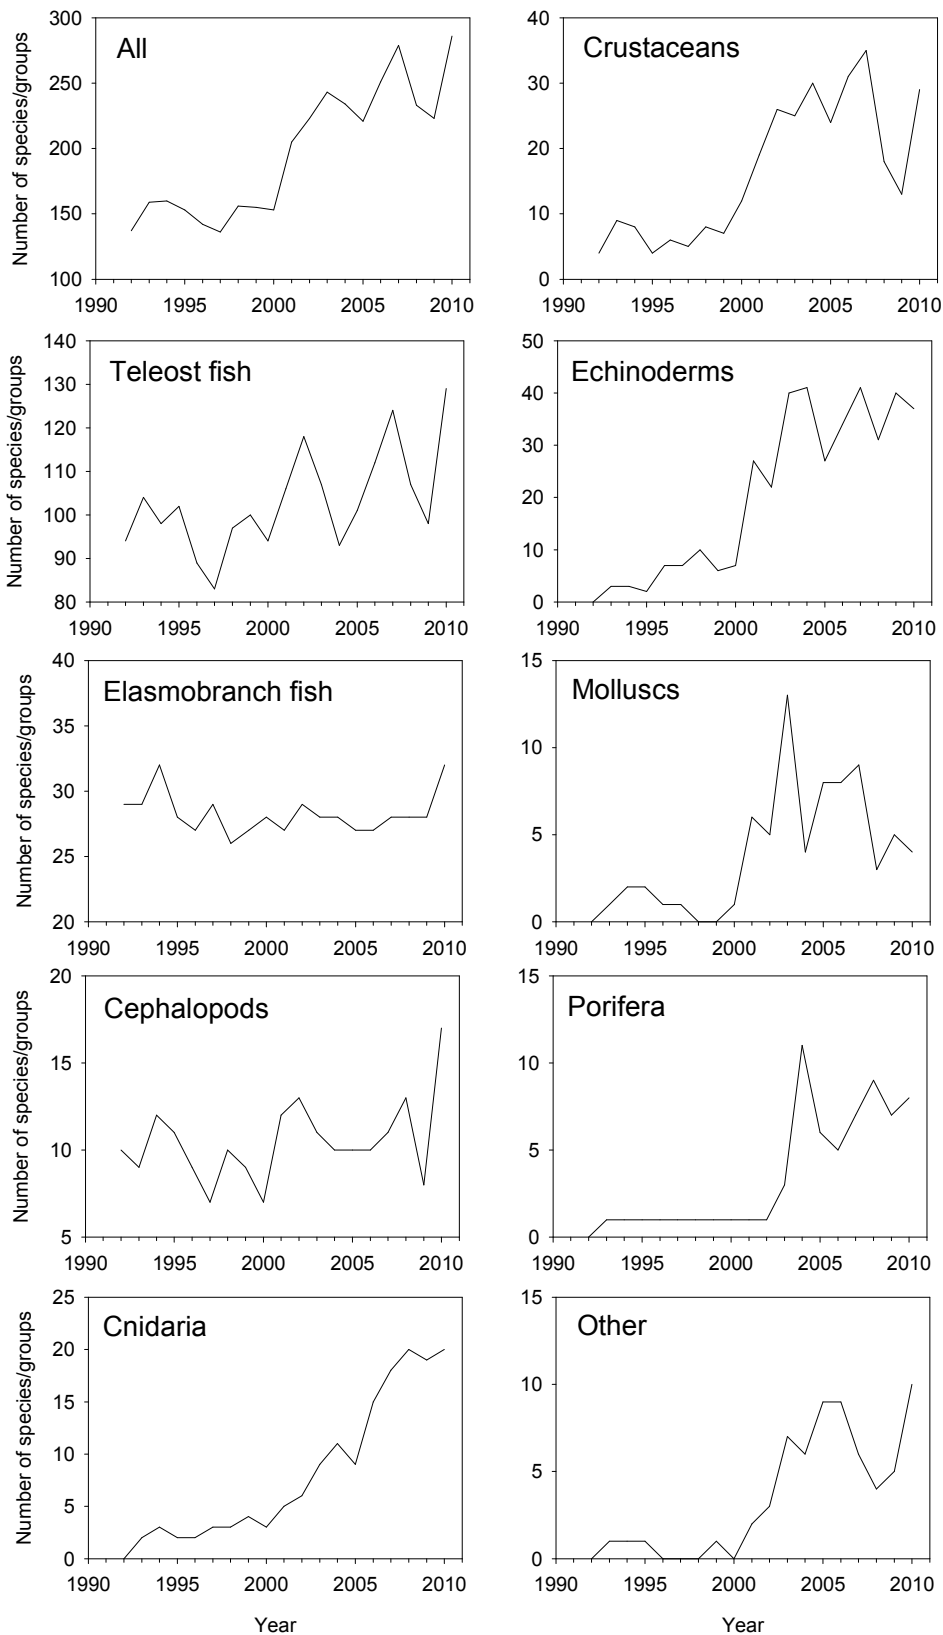 All
Number of species/groups
300
250
200
150
100
1990 1995 2000 2005 2010
Crustaceans
40
30
20
10
0
1990 1995 2000 2005 2010
Teleost fish
Number of species/groups
140
130
120
110
100
90
80
1990 1995 2000 2005 2010
Echinoderms
50
40
30
20
10
0
1990 1995 2000 2005 2010
Elasmobranch fish
Number of species/groups
40
35
30
25
20
1990 1995 2000 2005 2010
Molluscs
15
10
5
0
1990 1995 2000 2005 2010
Cephalopods
Number of species/groups
20
15
10
5
1990 1995 2000 2005 2010
Porifera
15
10
5
0
1990 1995 2000 2005 2010
Cnidaria
Number of species/groups
25
20
15
10
5
0
1990 1995 2000 2005 2010
Year
Other
15
10
5
0
1990 1995 2000 2005 2010
Year